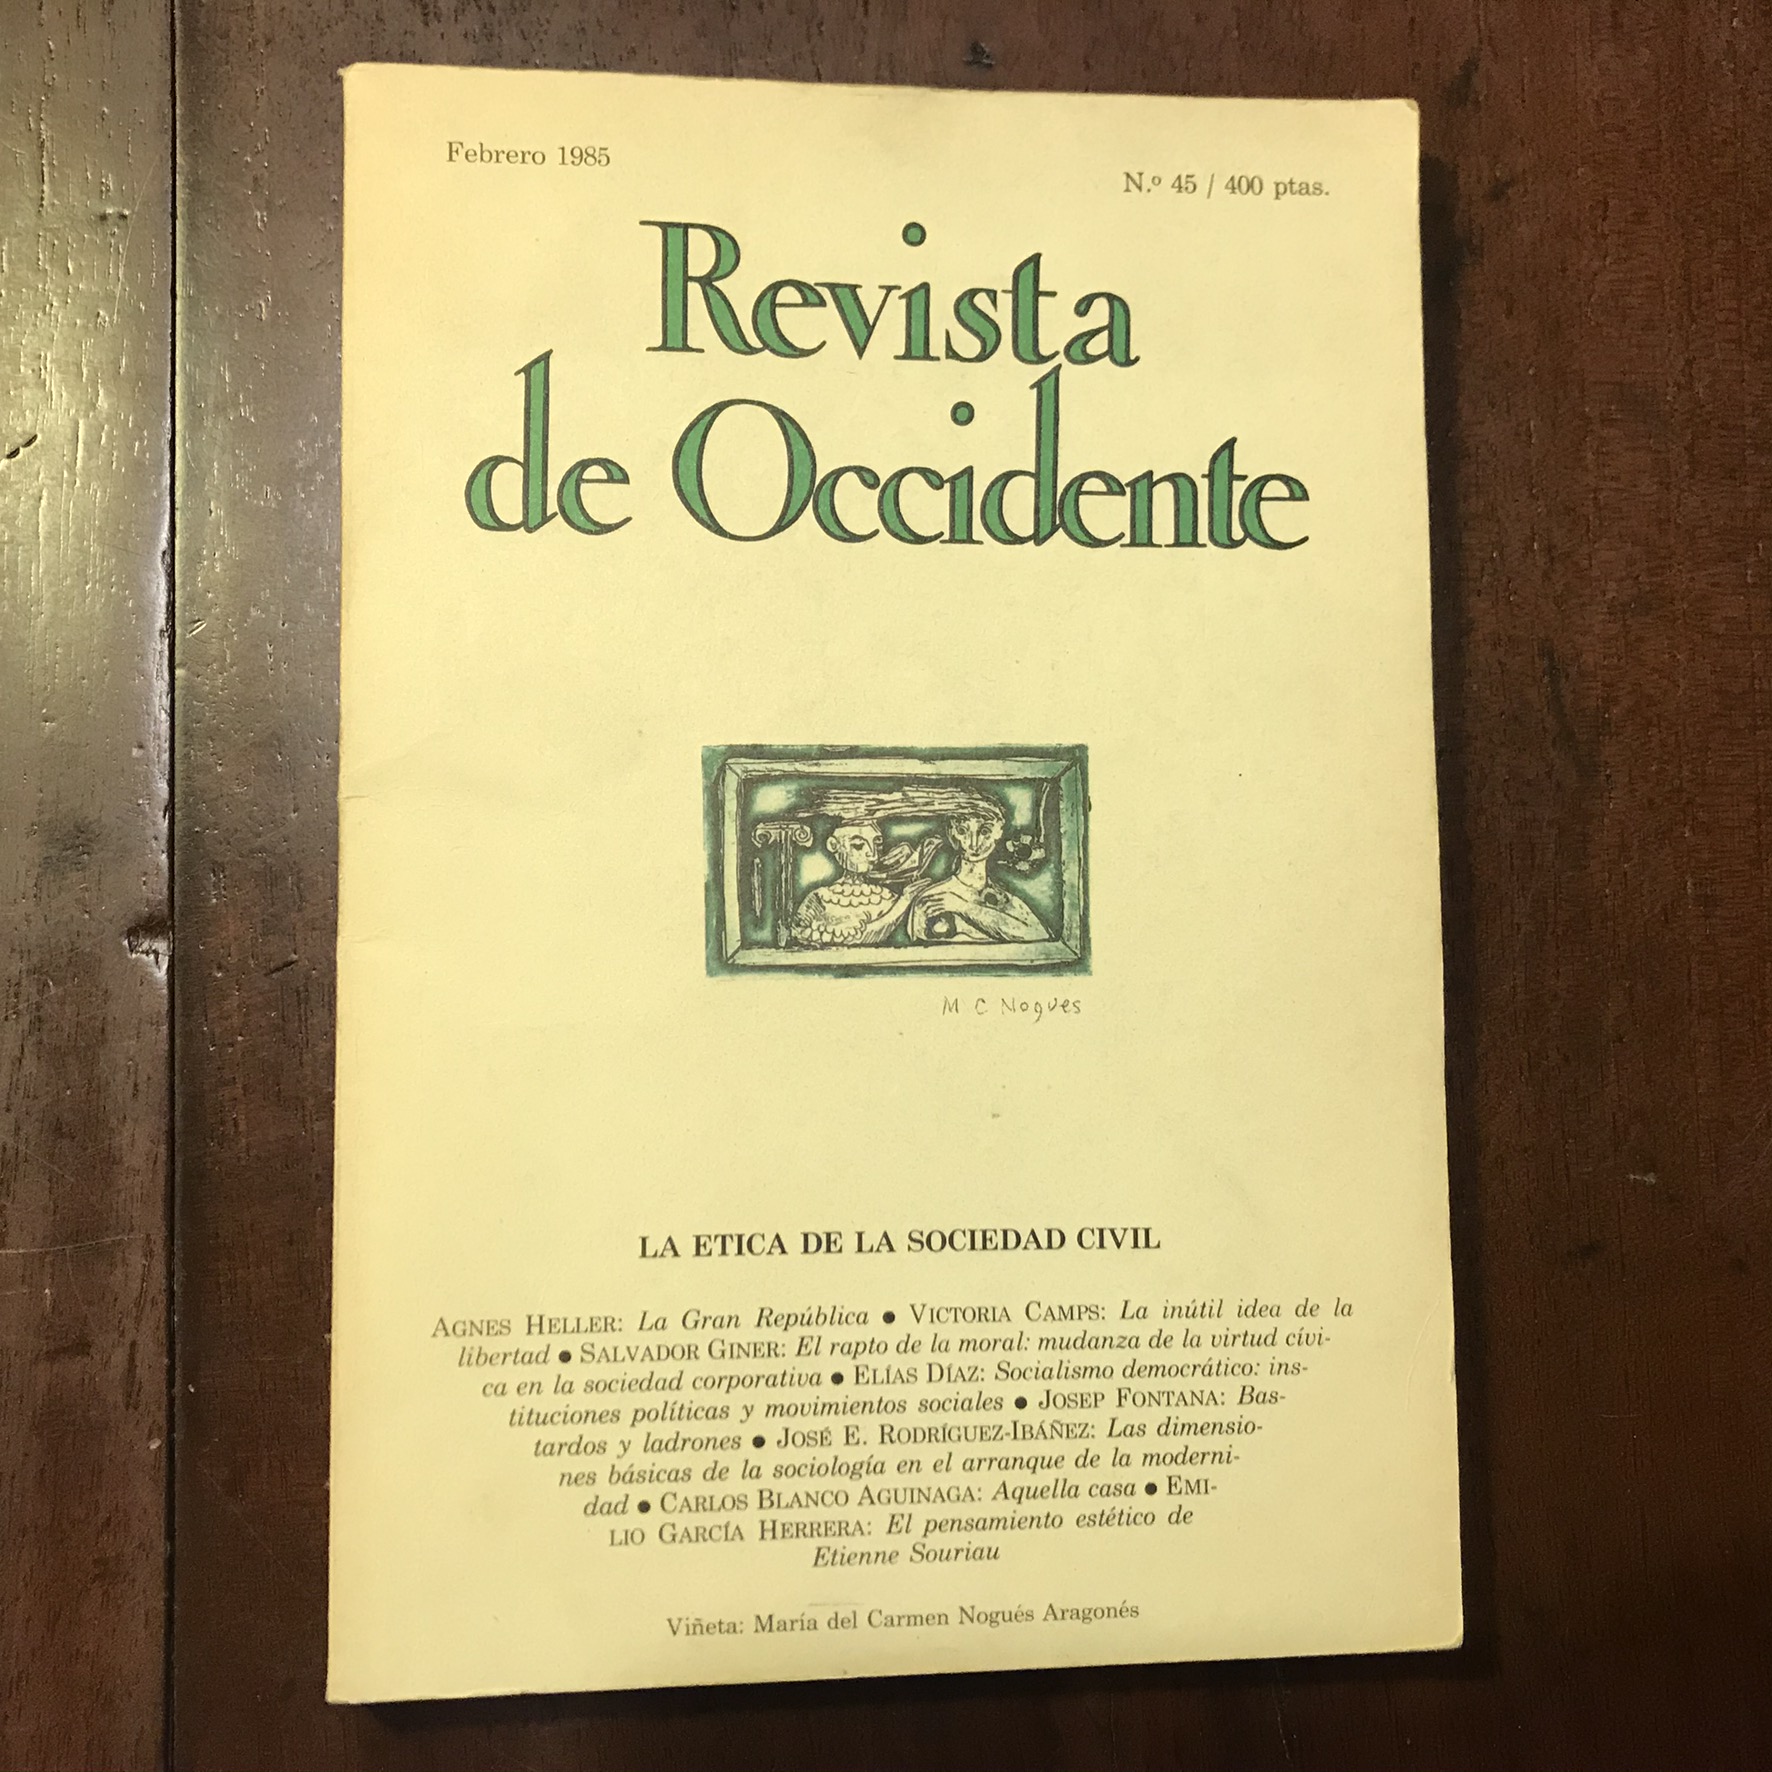 Febrero 1985
N.º 45 / 400 ptas.
Revista
de Occidente
M C Nogues
LA ETICA DE LA SOCIEDAD CIVIL
AGNES HELLER: La Gran República ● VICTORIA CAMPS: La inútil idea de la
libertad ● SALVADOR GINER: El rapto de la moral: mudanza de la virtud cívi-
ca en la sociedad corporativa ● ELÍAS DÍAZ: Socialismo democrático: ins-
tituciones políticas y movimientos sociales ● JOSEP FONTANA: Bas-
tardos y ladrones ● JOSÉ E. RODRÍGUEZ-IBÁÑEZ: Las dimensio-
nes básicas de la sociología en el arranque de la moderni-
dad ● CARLOS BLANCO AGUINAGA: Aquella casa ● EMI-
LIO GARCÍA HERRERA: El pensamiento estético de
Etienne Souriau
Viñeta: María del Carmen Nogués Aragonés